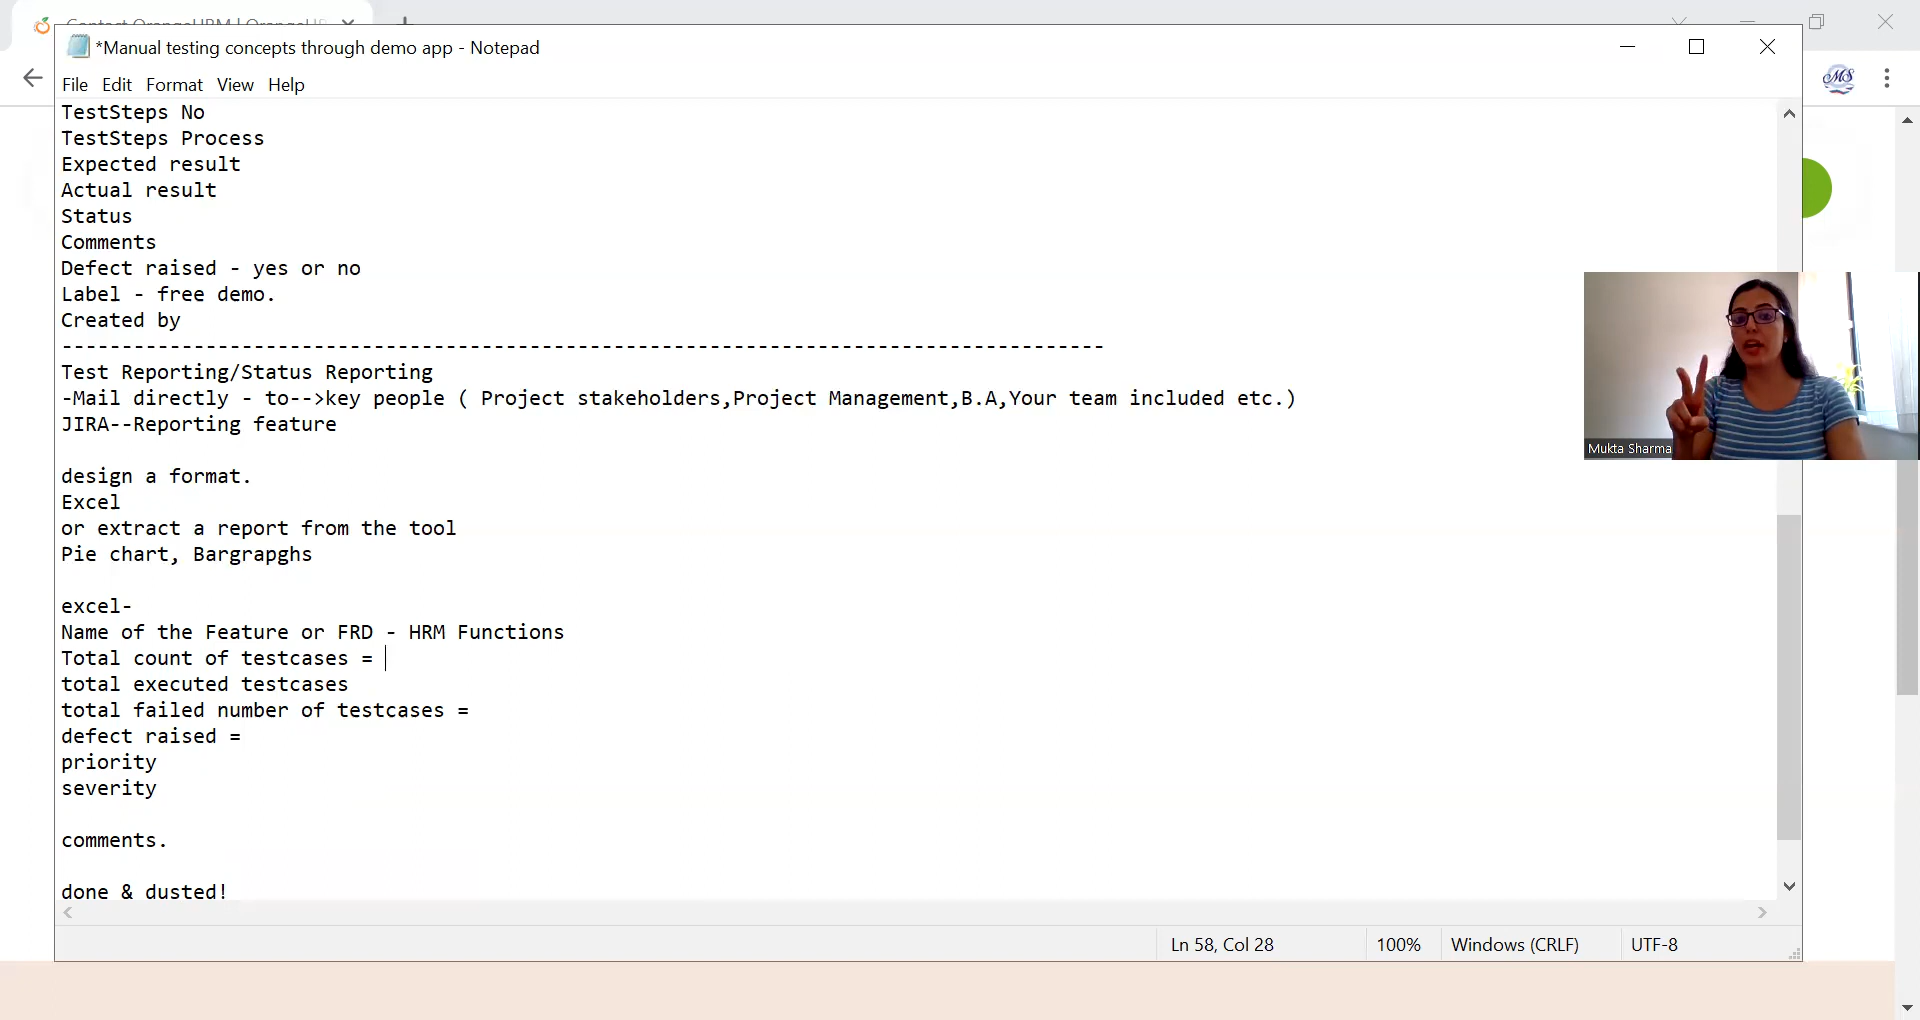 *Manual testing concepts through demo app - Notepad
File Edit Format View Help
TestSteps No
TestSteps Process
Expected result
Actual result
Status
Comments
Defect raised - yes or no
Label - free demo.
Created by
---------------------------------------------------------------------------------------
Test Reporting/Status Reporting
-Mail directly - to-->key people ( Project stakeholders,Project Management,B.A,Your team included etc.)
JIRA--Reporting feature
design a format.
Excel
or extract a report from the tool
Pie chart, Bargrapghs
excel-
Name of the Feature or FRD - HRM Functions
Total count of testcases =
total executed testcases
total failed number of testcases =
defect raised =
priority
severity
comments.
done & dusted!
Ln 58, Col 28 100% Windows (CRLF) UTF-8
MS
Mukta Sharma